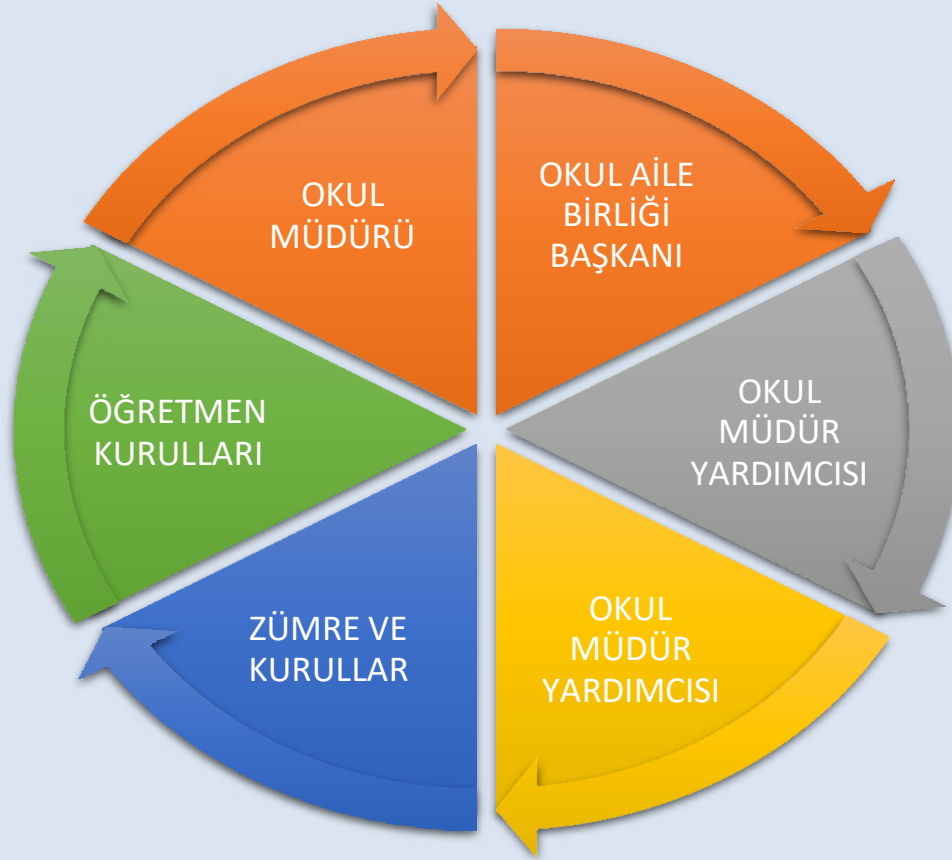 OKUL
MÜDÜRÜ
OKUL AİLE
BİRLİĞİ
BAŞKANI
OKUL
MÜDÜR
YARDIMCISI
OKUL
MÜDÜR
YARDIMCISI
ZÜMRE VE
KURULLAR
ÖĞRETMEN
KURULLARI